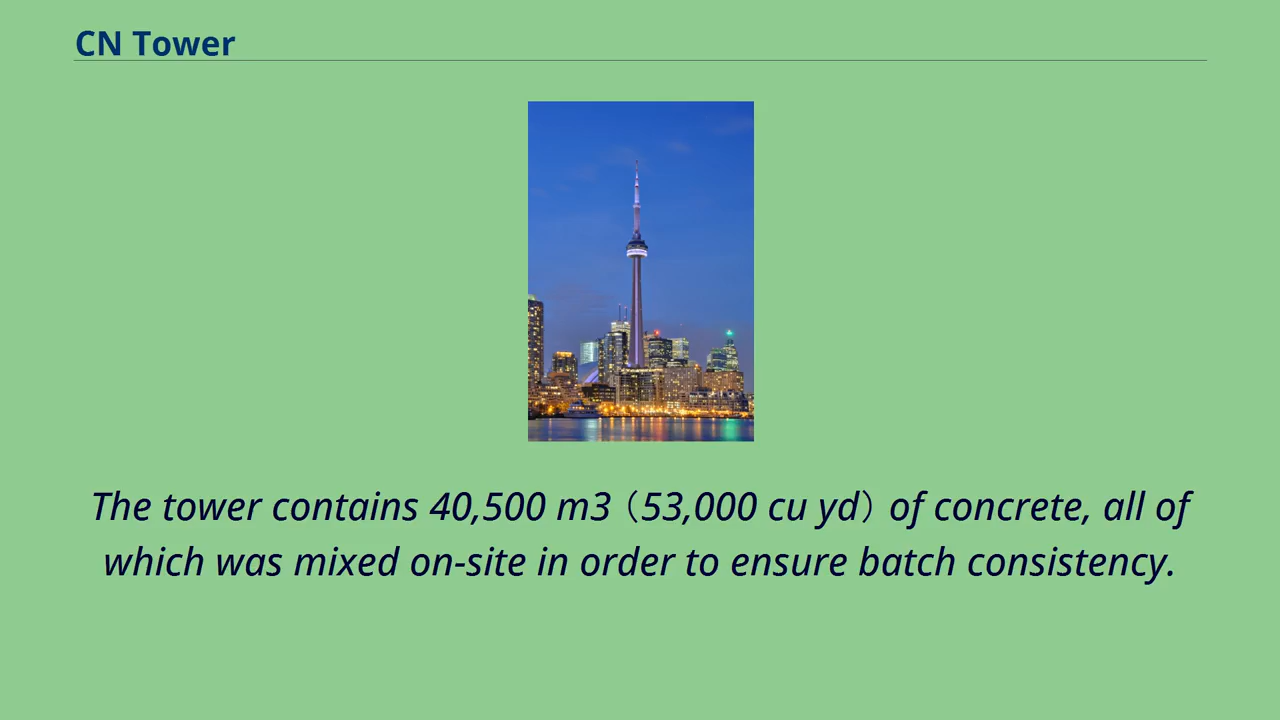 CN Tower
The tower contains 40,500 m3（53,000 cu yd）of concrete, all of
which was mixed on-site in order to ensure batch consistency.